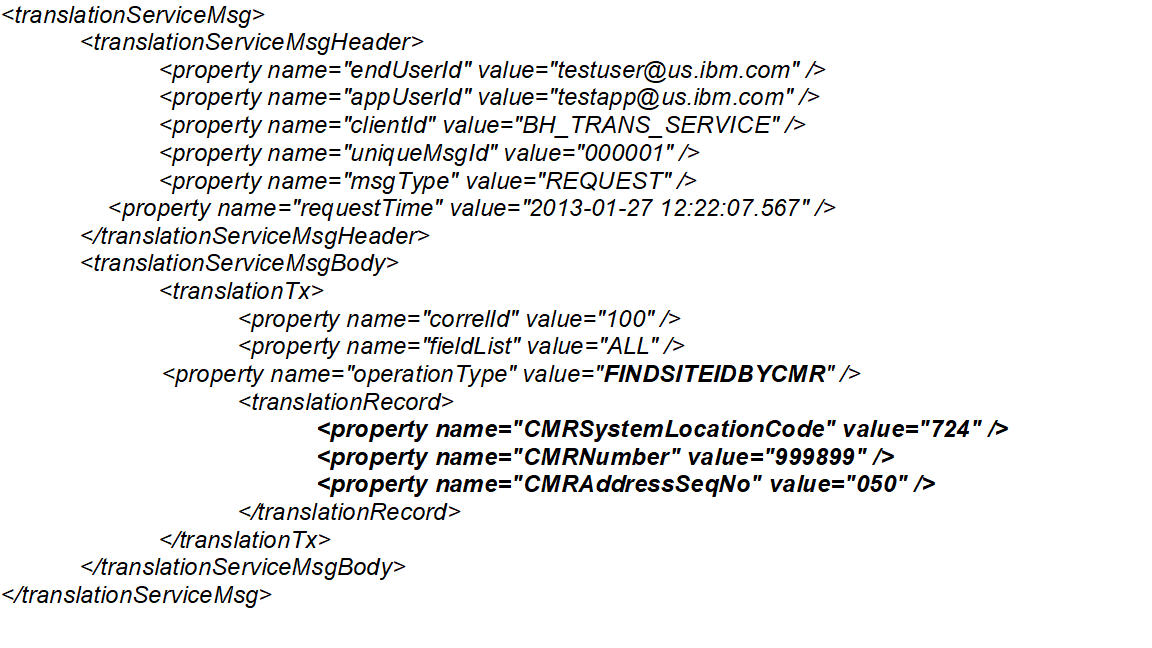 <translationServiceMsg>
<translationServiceMsgHeader>
<property name="endUserId" value="testuser@us.ibm.com" />
<property name="appUserId" value="testapp@us.ibm.com" />
<property name="clientId" value="BH_TRANS_SERVICE" />
<property name="uniqueMsgId" value="000001" />
<property name="msgType" value="REQUEST" />
<property name="requestTime" value="2013-01-27 12:22:07.567" />
</translationServiceMsgHeader>
<translationServiceMsgBody>
<translationTx>
<property name="correlId" value="100" />
<property name="fieldList" value="ALL" />
<property name="operationType" value="FINDSITEIDBYCMR" />
<translationRecord>
<property name="CMRSystemLocationCode" value="724" />
<property name="CMRNumber" value="999899" />
<property name="CMRAddressSeqNo" value="050" />
</translationRecord>
</translationTx>
</translationServiceMsgBody>
</translationServiceMsg>